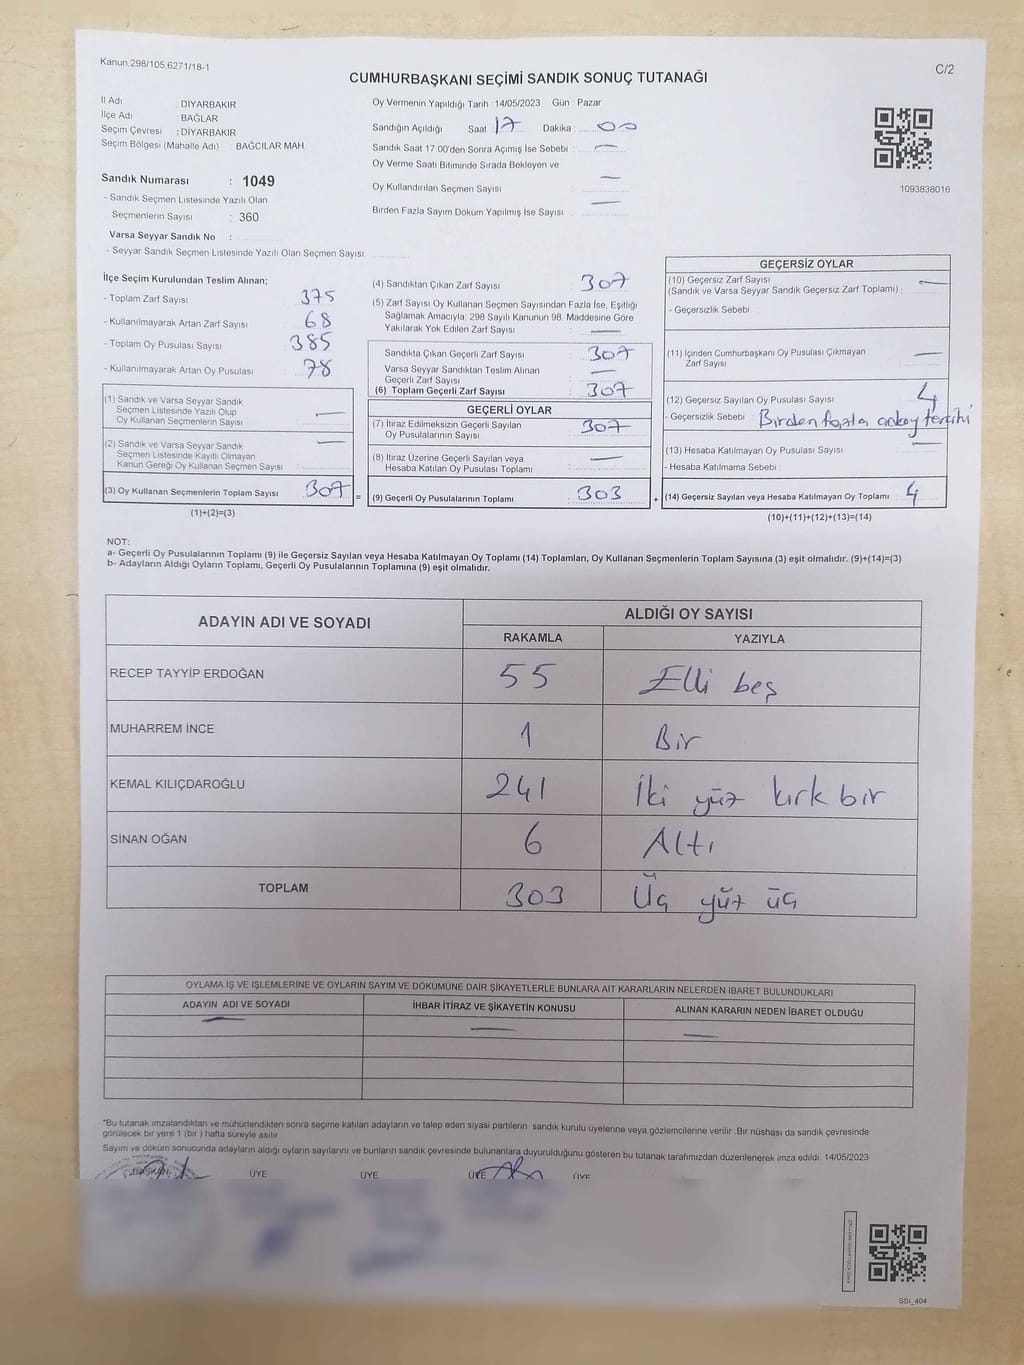 Kanun.298/105.6271/18-1
C/2
CUMHURBAŞKANI SEÇİMİ SANDIK SONUÇ TUTANAĞI
İl Adı : DİYARBAKIR
İlçe Adı : BAĞLAR
Seçim Çevresi : DİYARBAKIR
Seçim Bölgesi (Mahalle Adı) : BAĞCILAR MAH.
Sandık Numarası : 1049
- Sandık Seçmen Listesinde Yazılı Olan
Seçmenlerin Sayısı : 360
Varsa Seyyar Sandık No :
- Seyyar Sandık Seçmen Listesinde Yazılı Olan Seçmen Sayısı:
Oy Vermenin Yapıldığı Tarih : 14/05/2023 Gün : Pazar
Sandığın Açıldığı Saat : 17 Dakika : 00
Sandık Saat 17:00'den Sonra Açımış İse Sebebi : —
Oy Verme Saati Bitiminde Sırada Bekleyen ve
Oy Kullandırılan Seçmen Sayısı : —
Birden Fazla Sayım Döküm Yapılmış İse Sayısı : —
1093838016
İlçe Seçim Kurulundan Teslim Alınan;
- Toplam Zarf Sayısı : 375
- Kullanılmayarak Artan Zarf Sayısı : 68
- Toplam Oy Pusulası Sayısı : 385
- Kullanılmayarak Artan Oy Pusulası : 78
(1) Sandık ve Varsa Seyyar Sandık
Seçmen Listesinde Yazılı Olup
Oy Kullanan Seçmenlerin Sayısı : —
(2) Sandık ve Varsa Seyyar Sandık
Seçmen Listesinde Kayıtlı Olmayan
Kanun Gereği Oy Kullanan Seçmen Sayısı : —
(3) Oy Kullanan Seçmenlerin Toplam Sayısı : 307 =
(1)+(2)=(3)
(4) Sandıktan Çıkan Zarf Sayısı : 307
(5) Zarf Sayısı Oy Kullanan Seçmen Sayısından Fazla İse, Eşitliği
Sağlamak Amacıyla; 298 Sayılı Kanunun 98. Maddesine Göre
Yakılarak Yok Edilen Zarf Sayısı : —
Sandıkta Çıkan Geçerli Zarf Sayısı : 307
Varsa Seyyar Sandıktan Teslim Alınan
Geçerli Zarf Sayısı : —
(6) Toplam Geçerli Zarf Sayısı : 307
GEÇERLİ OYLAR
(7) İtiraz Edilmeksizin Geçerli Sayılan
Oy Pusulalarının Sayısı : 307
(8) İtiraz Üzerine Geçerli Sayılan veya
Hesaba Katılan Oy Pusulası Toplamı : —
(9) Geçerli Oy Pusulalarının Toplamı : 303 +
GEÇERSİZ OYLAR
(10) Geçersiz Zarf Sayısı
(Sandık ve Varsa Seyyar Sandık Geçersiz Zarf Toplamı) : —
- Geçersizlik Sebebi :
(11) İçinden Cumhurbaşkanı Oy Pusulası Çıkmayan
Zarf Sayısı : —
(12) Geçersiz Sayılan Oy Pusulası Sayısı : 4
- Geçersizlik Sebebi : Birden fazla aday tercihi
(13) Hesaba Katılmayan Oy Pusulası Sayısı : —
- Hesaba Katılmama Sebebi :
(14) Geçersiz Sayılan veya Hesaba Katılmayan Oy Toplamı : 4
(10)+(11)+(12)+(13)=(14)
NOT:
a- Geçerli Oy Pusulalarının Toplamı (9) ile Geçersiz Sayılan veya Hesaba Katılmayan Oy Toplamı (14) Toplamları, Oy Kullanan Seçmenlerin Toplam Sayısına (3) eşit olmalıdır. (9)+(14)=(3)
b- Adayların Aldığı Oyların Toplamı, Geçerli Oy Pusulalarının Toplamına (9) eşit olmalıdır.
ADAYIN ADI VE SOYADI
ALDIĞI OY SAYISI
RAKAMLA YAZIYLA
RECEP TAYYİP ERDOĞAN 55 Elli beş
MUHARREM İNCE 1 Bir
KEMAL KILIÇDAROĞLU 241 İki yüz kırk bir
SİNAN OĞAN 6 Altı
TOPLAM 303 Üç yüz üç
OYLAMA İŞ VE İŞLEMLERİNE VE OYLARIN SAYIM VE DÖKÜMÜNE DAİR ŞİKAYETLERLE BUNLARA AİT KARARLARIN NELERDEN İBARET BULUNDUKLARI
ADAYIN ADI VE SOYADI İHBAR İTİRAZ VE ŞİKAYETİN KONUSU ALINAN KARARIN NEDEN İBARET OLDUĞU
— — —
*Bu tutanak imzalandıktan ve mühürlendikten sonra seçime katılan adayların ve talep eden siyasi partilerin sandık kurulu üyelerine veya gözlemcilerine verilir. Bir nüshası da sandık çevresinde
görülecek bir yere 1 (bir) hafta süreyle asılır.
Sayım ve döküm sonucunda adayların aldığı oyların sayılarını ve bunların sandık çevresinde bulunanlara duyurulduğunu gösteren bu tutanak tarafımızdan düzenlenerek imza edildi. 14/05/2023
BAŞKAN ÜYE ÜYE ÜYE ÜYE
SSI_404